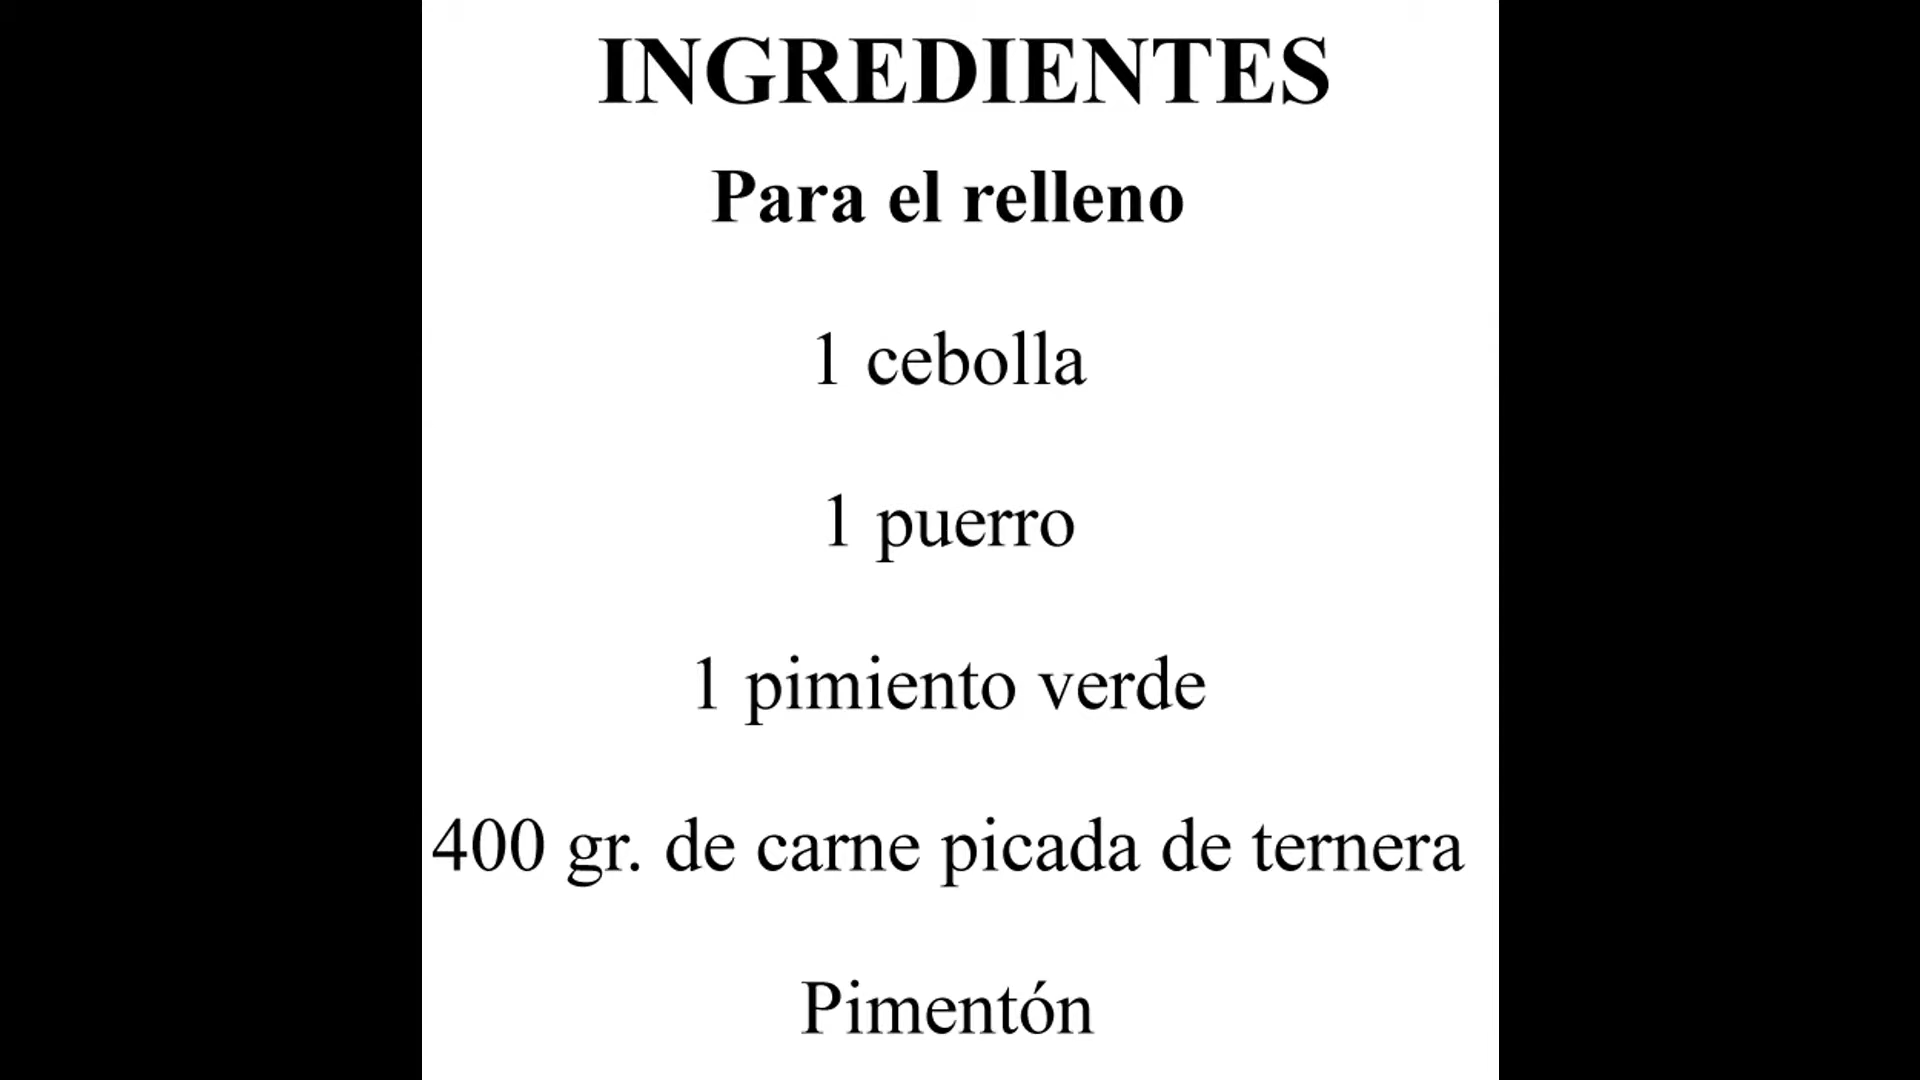 INGREDIENTES
Para el relleno
1 cebolla
1 puerro
1 pimiento verde
400 gr. de carne picada de ternera
Pimentón